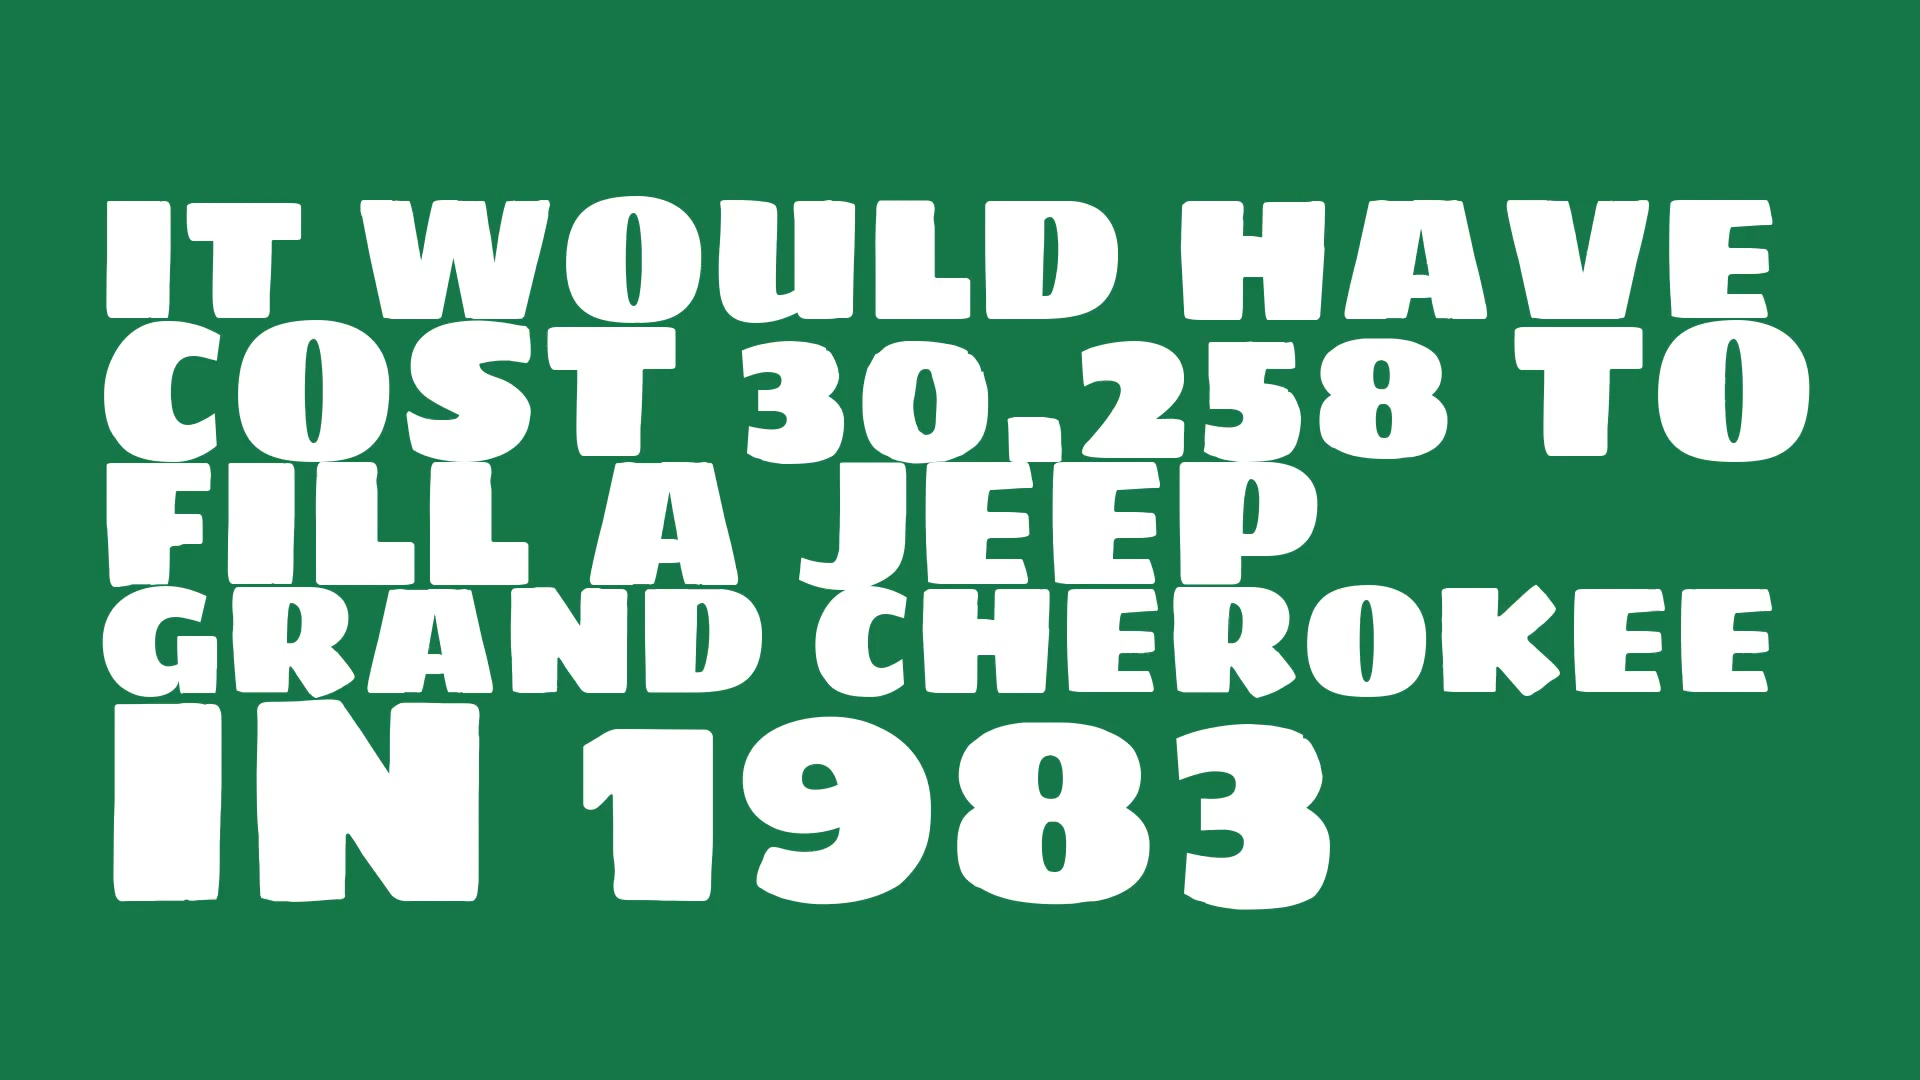 IT WOULD HAVE
COST 30.258 TO
FILL A JEEP
GRAND CHEROKEE
IN 1983